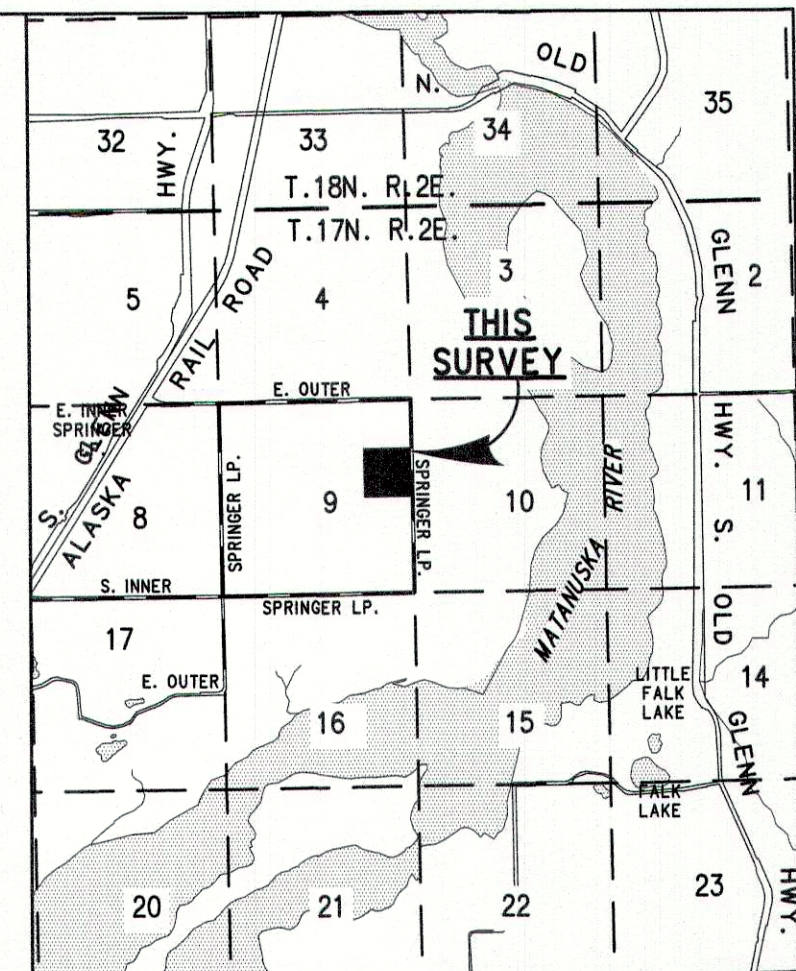 N. OLD
32 33 34 35
HWY.
T.18N. R.2E.
T.17N. R.2E.
GLENN
5 4 3 2
RAIL ROAD
THIS
SURVEY
E. OUTER
E. INNER
SPRINGER
S. GLENN
ALASKA
SPRINGER LP.
SPRINGER LP.
HWY.
8 9 10 11
MATANUSKA RIVER
S.
S. INNER
SPRINGER LP.
OLD
17
E. OUTER
LITTLE
FALK
LAKE
14
16 15
GLENN
FALK
LAKE
20 21 22 23
HWY.